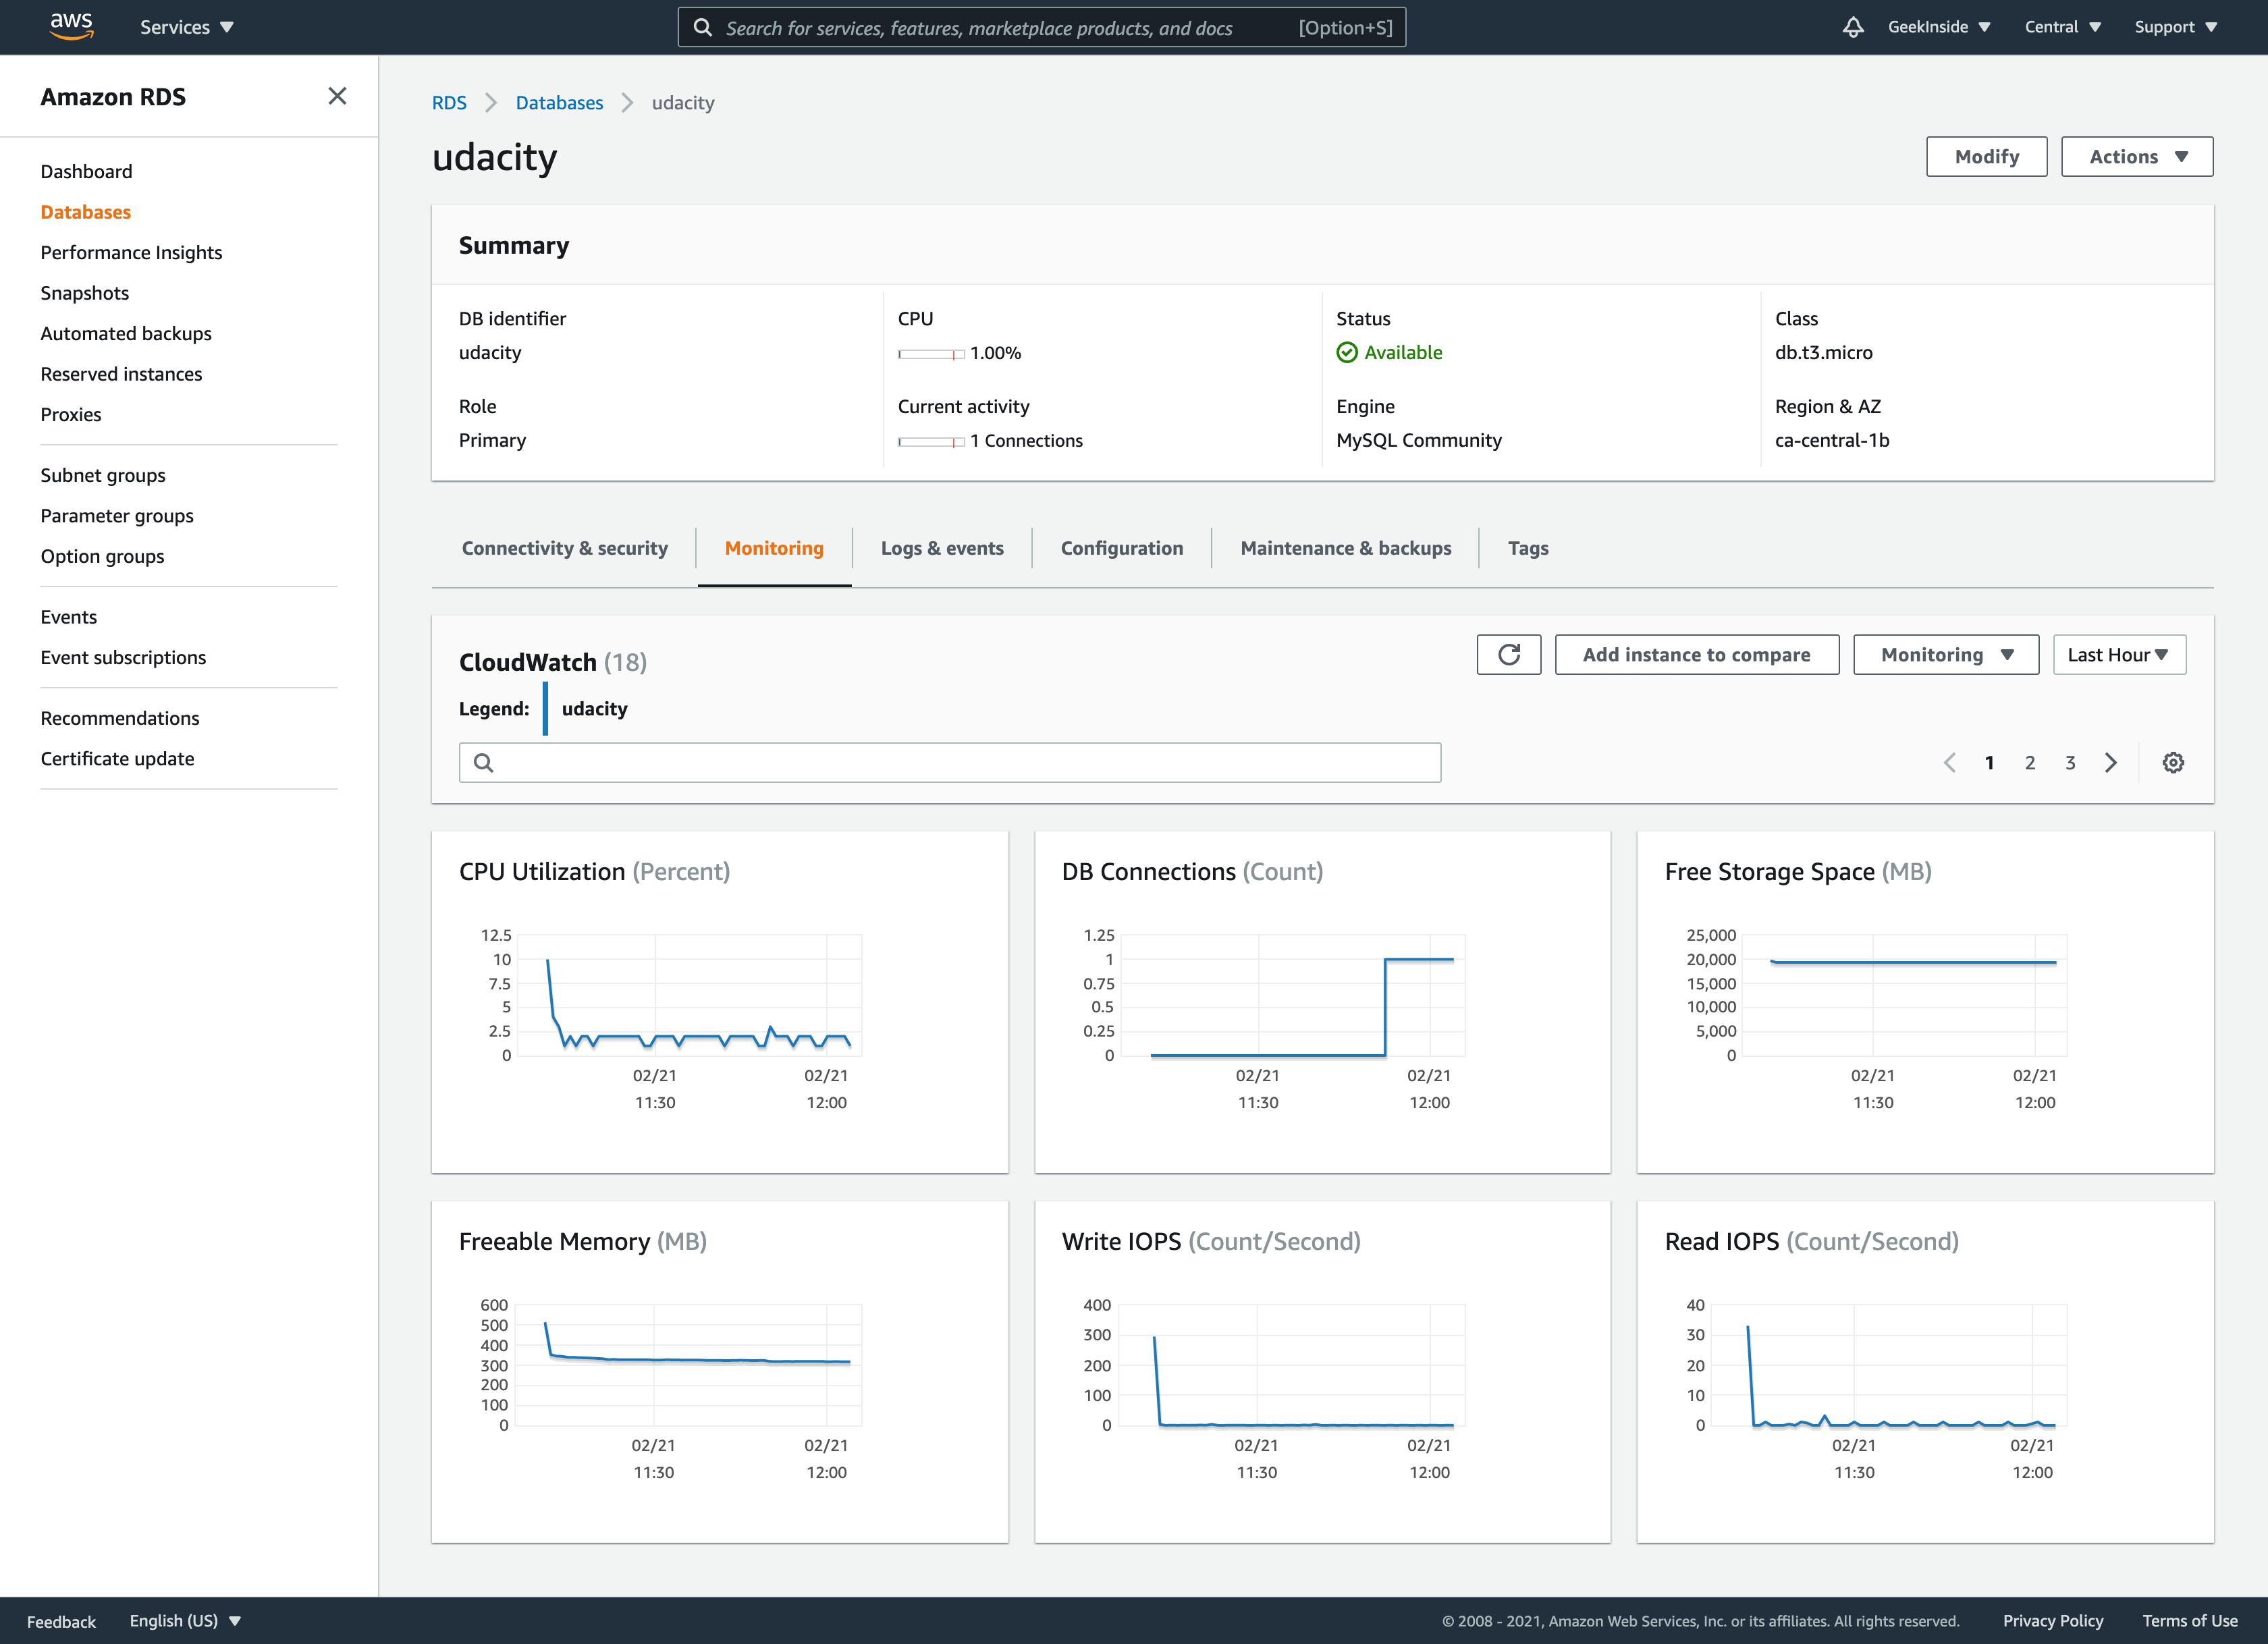 aws
Services
Search for services, features, marketplace products, and docs [Option+S]
GeekInside
Central
Support
Amazon RDS
Dashboard
Databases
Performance Insights
Snapshots
Automated backups
Reserved instances
Proxies
Subnet groups
Parameter groups
Option groups
Events
Event subscriptions
Recommendations
Certificate update
RDS Databases udacity
udacity
Modify
Actions
Summary
DB identifier
udacity
CPU
1.00%
Status
Available
Class
db.t3.micro
Role
Primary
Current activity
1 Connections
Engine
MySQL Community
Region & AZ
ca-central-1b
Connectivity & security
Monitoring
Logs & events
Configuration
Maintenance & backups
Tags
CloudWatch (18)
Add instance to compare
Monitoring
Last Hour
Legend: udacity
1 2 3
CPU Utilization (Percent)
12.5
10
7.5
5
2.5
0
02/21 02/21
11:30 12:00
DB Connections (Count)
1.25
1
0.75
0.5
0.25
0
02/21 02/21
11:30 12:00
Free Storage Space (MB)
25,000
20,000
15,000
10,000
5,000
0
02/21 02/21
11:30 12:00
Freeable Memory (MB)
600
500
400
300
200
100
0
02/21 02/21
11:30 12:00
Write IOPS (Count/Second)
400
300
200
100
0
02/21 02/21
11:30 12:00
Read IOPS (Count/Second)
40
30
20
10
0
02/21 02/21
11:30 12:00
Feedback
English (US)
© 2008 - 2021, Amazon Web Services, Inc. or its affiliates. All rights reserved.
Privacy Policy
Terms of Use